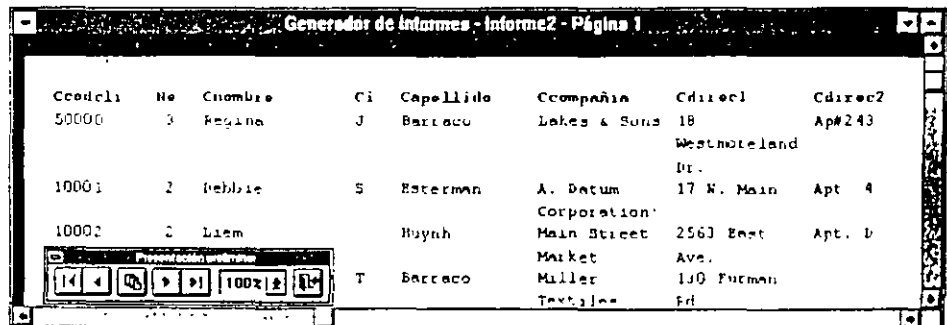 Generador de informes - Informe2 - Página 1
Ccodcli No Cnombre Ci Capellido Ccompañia Cdirec1 Cdirec2
50000 3 Regina J Barraco Lakes & Sons 18 Ap#243
Westmoreland
Dr.
10001 2 Debbie S Esterman A. Datum 17 N. Main Apt 4
Corporation
10002 2 Liem Huynh Main Street 2563 East Apt. D
Market Ave.
Presentación preliminar
100% T Barraco Miller 130 Furman
Textiles Rd